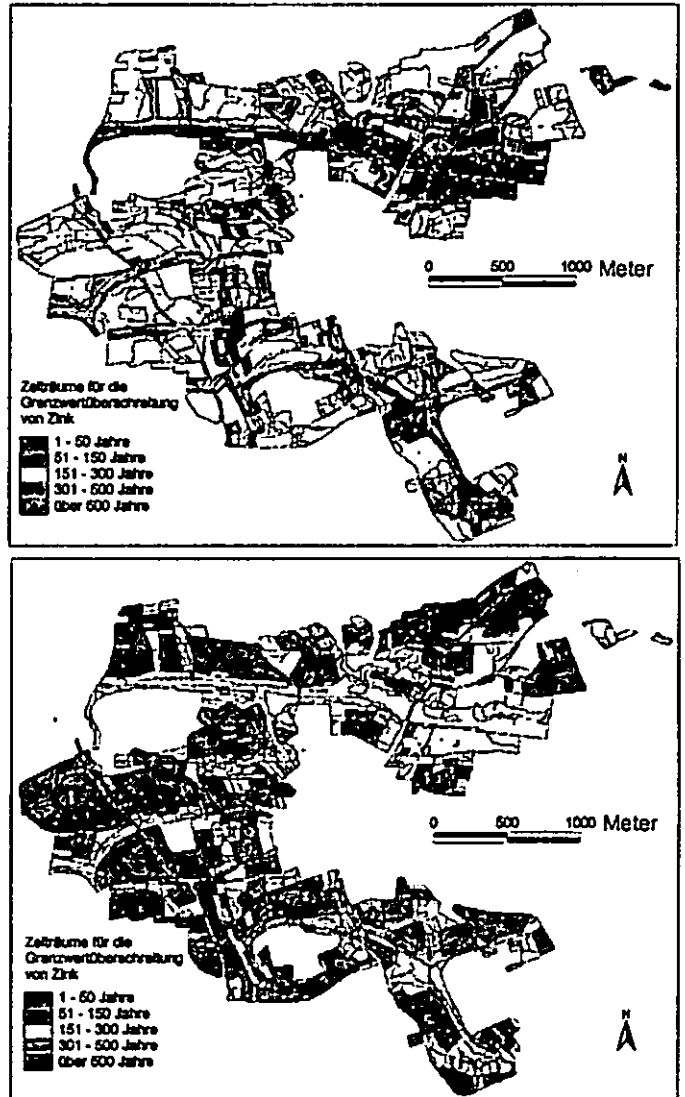 0 500 1000 Meter
Zeiträume für die
Grenzwertüberschreitung
von Zink
1 - 50 Jahre
51 - 150 Jahre
151 - 300 Jahre
301 - 500 Jahre
über 500 Jahre
N
0 500 1000 Meter
Zeiträume für die
Grenzwertüberschreitung
von Zink
1 - 50 Jahre
51 - 150 Jahre
151 - 300 Jahre
301 - 500 Jahre
über 500 Jahre
N